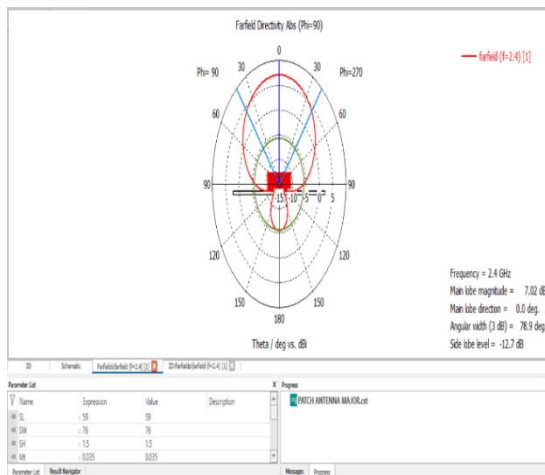 Farfield Directivity Abs (Phi=90)
0
Phi= 90 30 30 Phi=270
farfield (f=2.4) [1]
60 60
90 -15 -10 -5 0 5 90
120 120
150 150
180
Theta / deg vs. dBi
Frequency = 2.4 GHz
Main lobe magnitude = 7.02 dB
Main lobe direction = 0.0 deg.
Angular width (3 dB) = 78.9 deg
Side lobe level = -12.7 dB
3D Schematic Farfields\farfield (f=2.4) [1] 2D Farfields\farfield (f=2.4) [1]
Parameter List X Progress
Name Expression Value Description
SL = 59 59
SW = 76 76
SH = 1.5 1.5
Mt = 0.035 0.035
PATCH ANTENNA MAJOR.cst
Parameter List Result Navigator Messages Progress